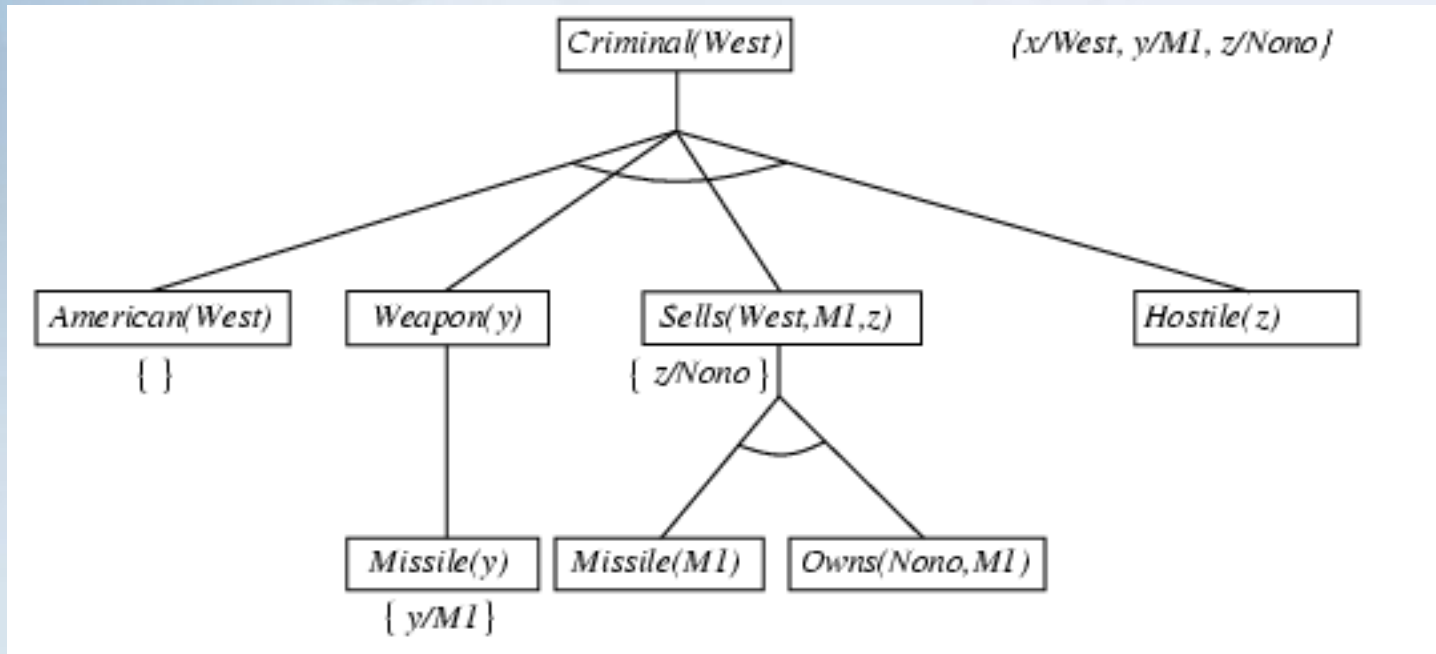 Criminal(West)
{x/West, y/M1, z/Nono}
American(West)
Weapon(y)
Sells(West,M1,z)
Hostile(z)
{ }
{ z/Nono }
Missile(y)
Missile(M1)
Owns(Nono,M1)
{ y/M1 }